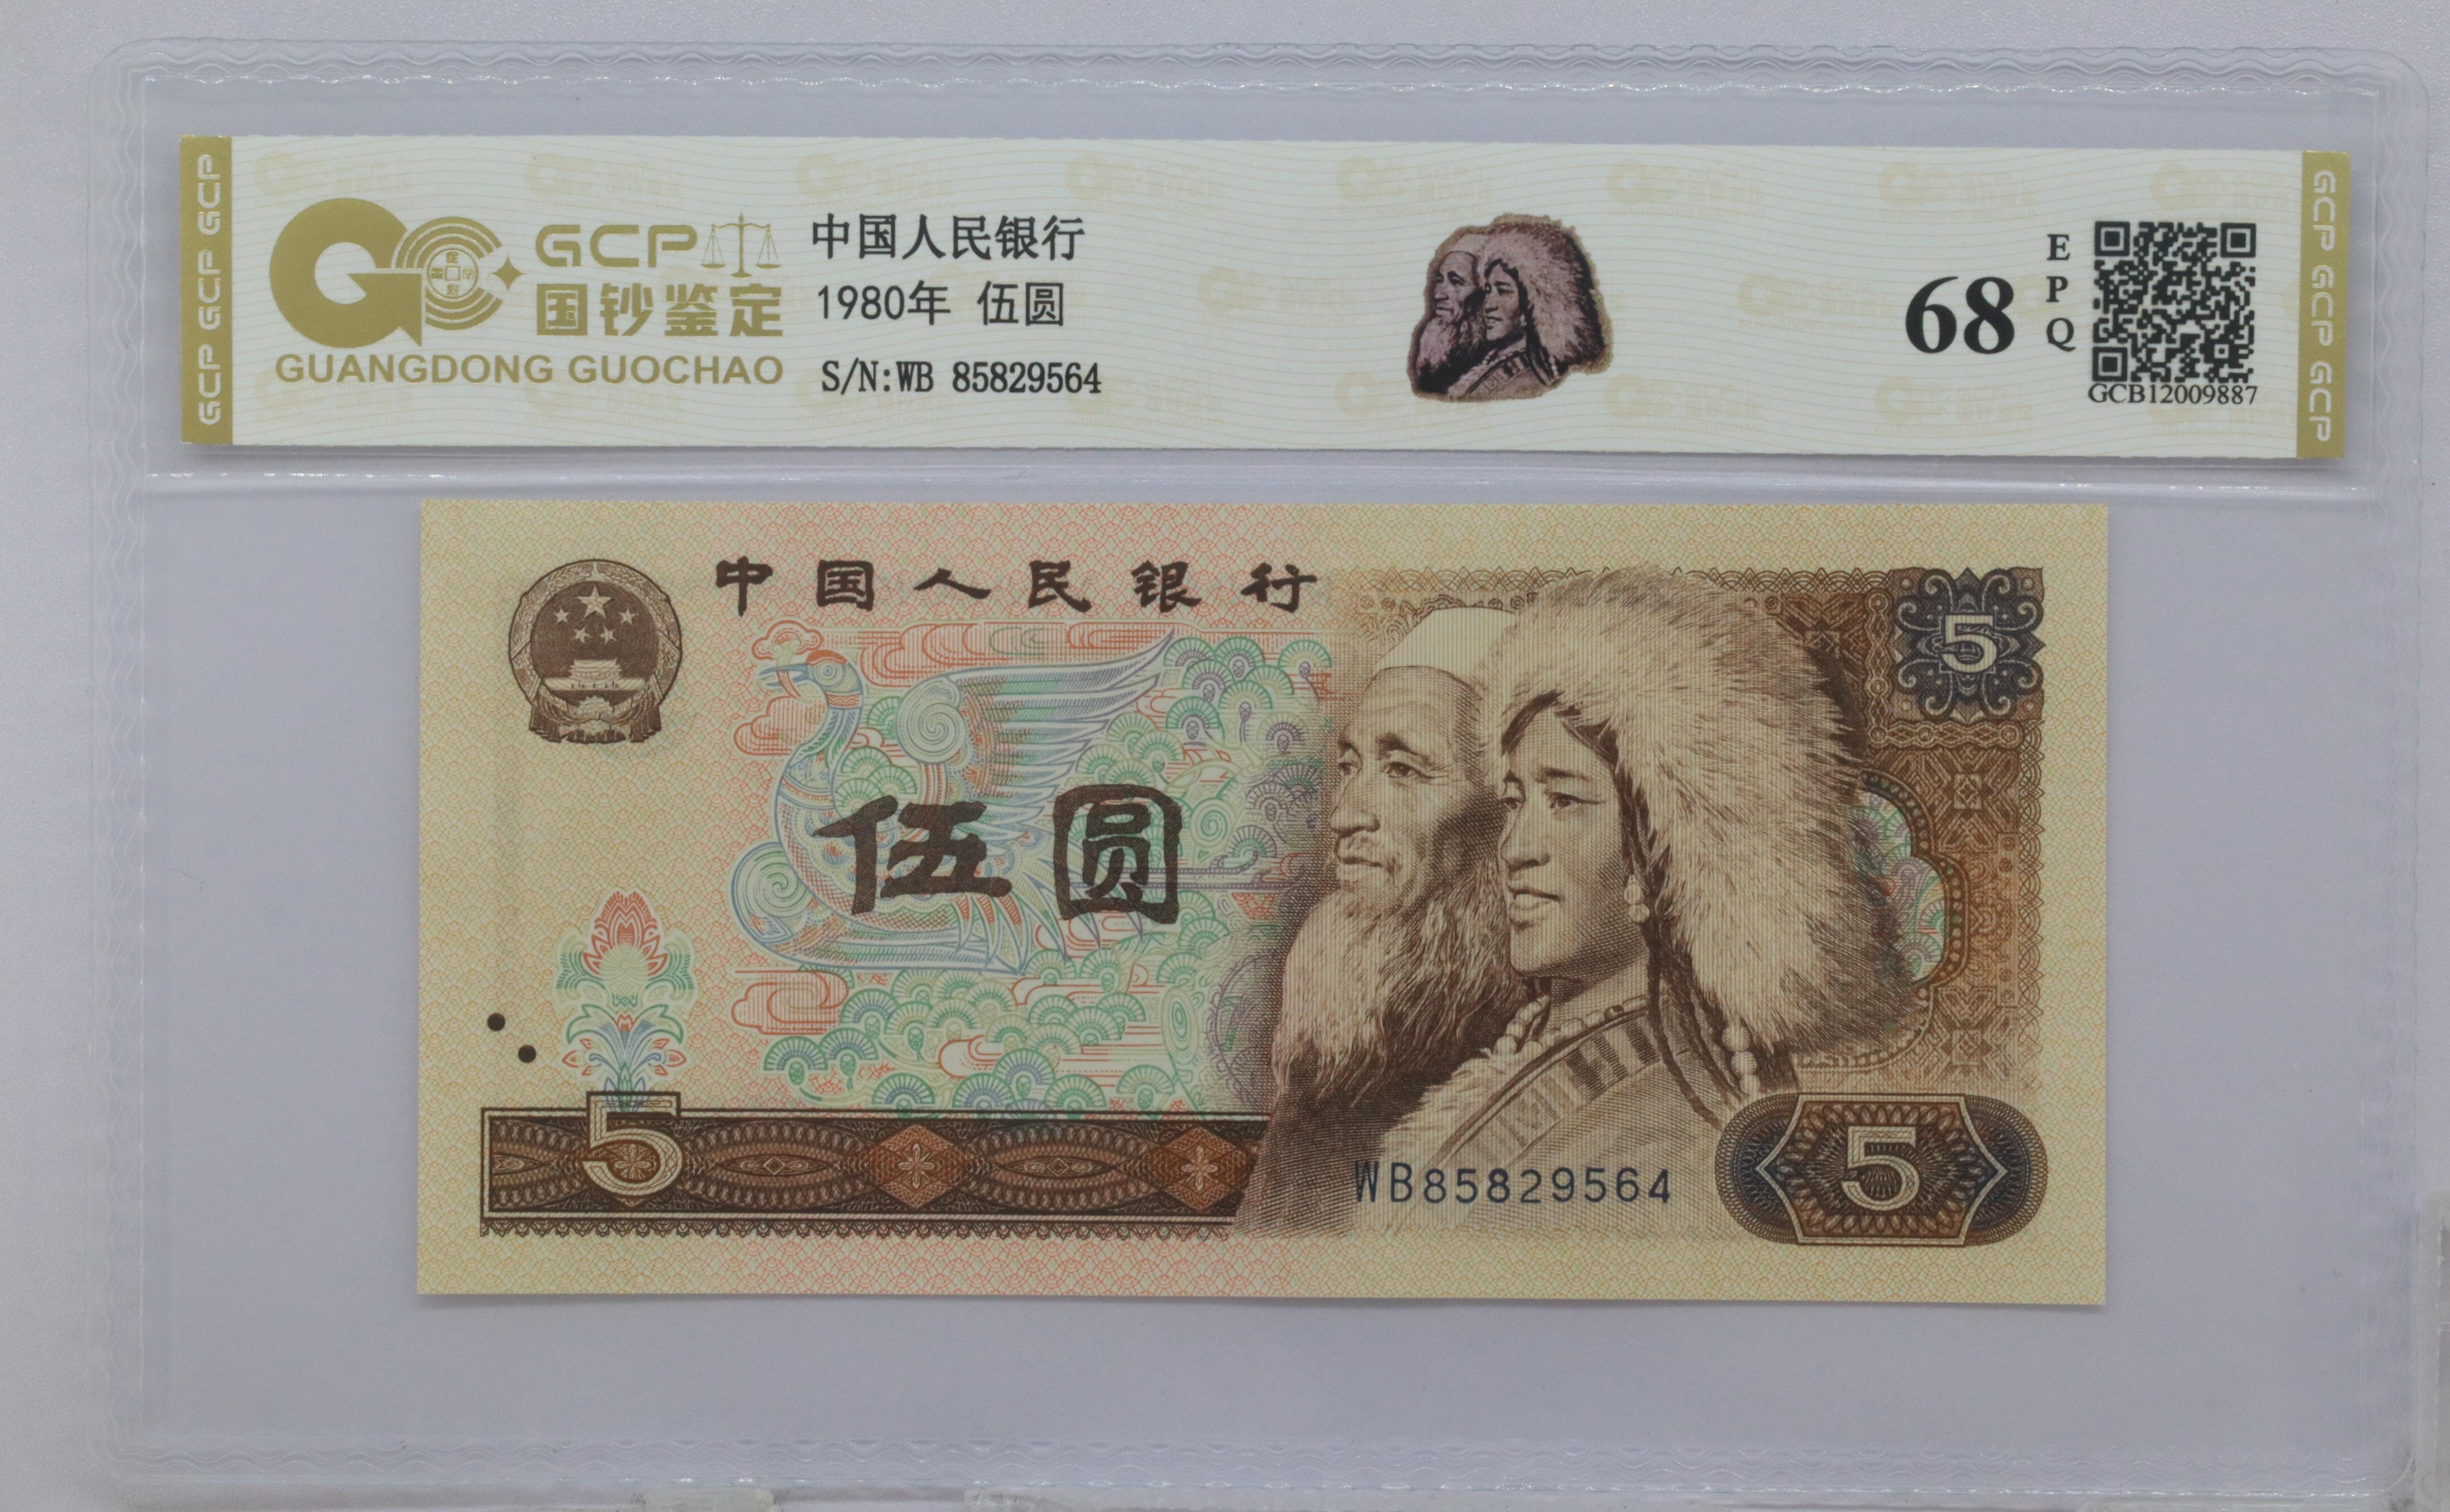 GCP GCP GCP
GCP
国钞鉴定
GUANGDONG GUOCHAO
中国人民银行
1980年 伍圆
S/N:WB 85829564
68
E
P
Q
GCB12009887
GCP GCP GCP
中国人民银行
5
伍圆
5
WB85829564
5